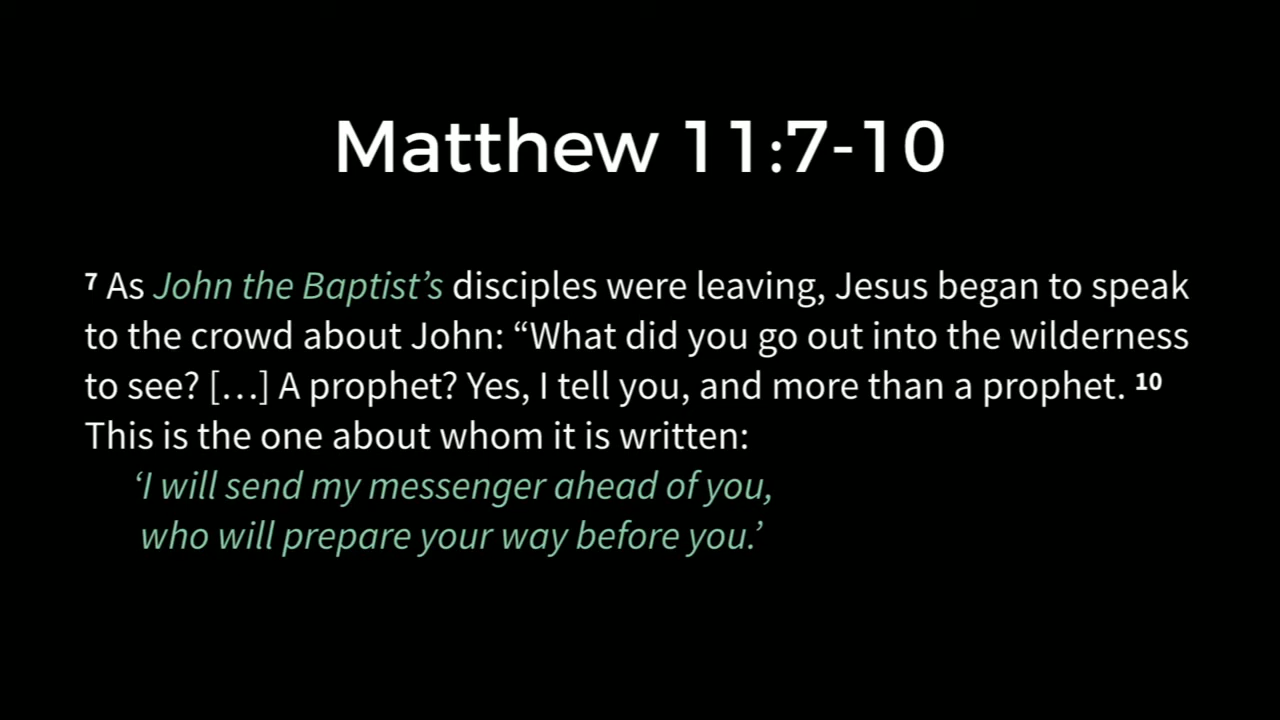 Matthew 11:7-10
⁷ As John the Baptist’s disciples were leaving, Jesus began to speak
to the crowd about John: “What did you go out into the wilderness
to see? […] A prophet? Yes, I tell you, and more than a prophet. ¹⁰
This is the one about whom it is written:
‘I will send my messenger ahead of you,
who will prepare your way before you.’